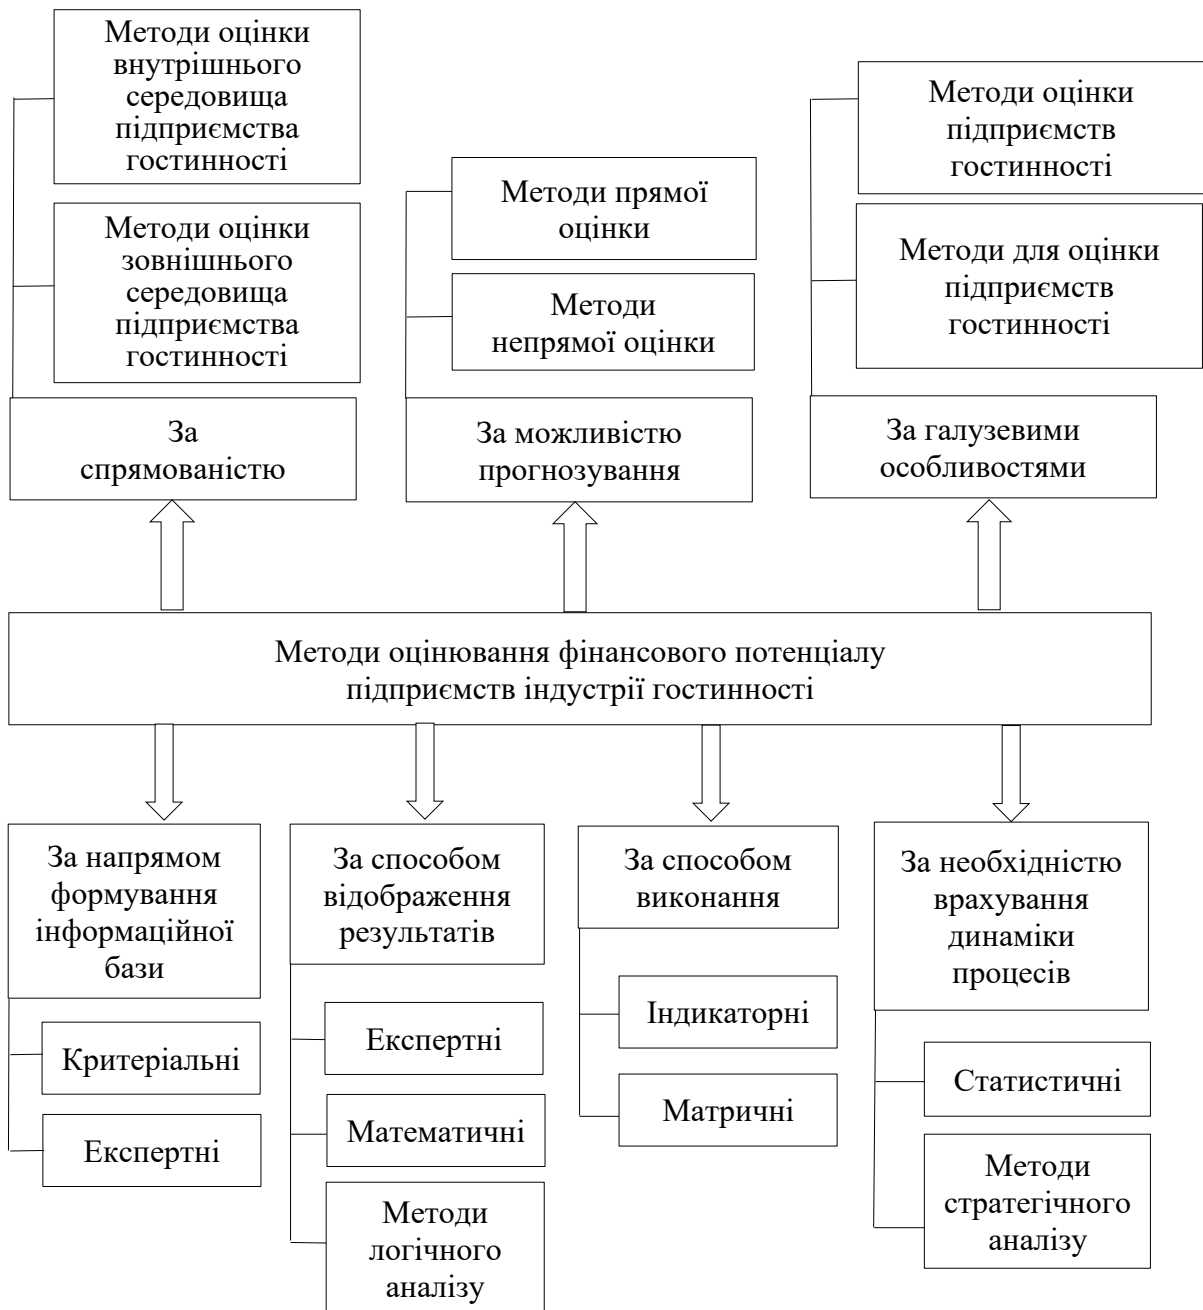 Методи оцінки
внутрішнього
середовища
підприємства
гостинності
Методи оцінки
зовнішнього
середовища
підприємства
гостинності
За
спрямованістю
Методи прямої
оцінки
Методи
непрямої оцінки
За можливістю
прогнозування
Методи оцінки
підприємств
гостинності
Методи для оцінки
підприємств
гостинності
За галузевими
особливостями
Методи оцінювання фінансового потенціалу
підприємств індустрії гостинності
За напрямом
формування
інформаційної
бази
Критеріальні
Експертні
За способом
відображення
результатів
Експертні
Математичні
Методи
логічного
аналізу
За способом
виконання
Індикаторні
Матричні
За необхідністю
врахування
динаміки
процесів
Статистичні
Методи
стратегічного
аналізу